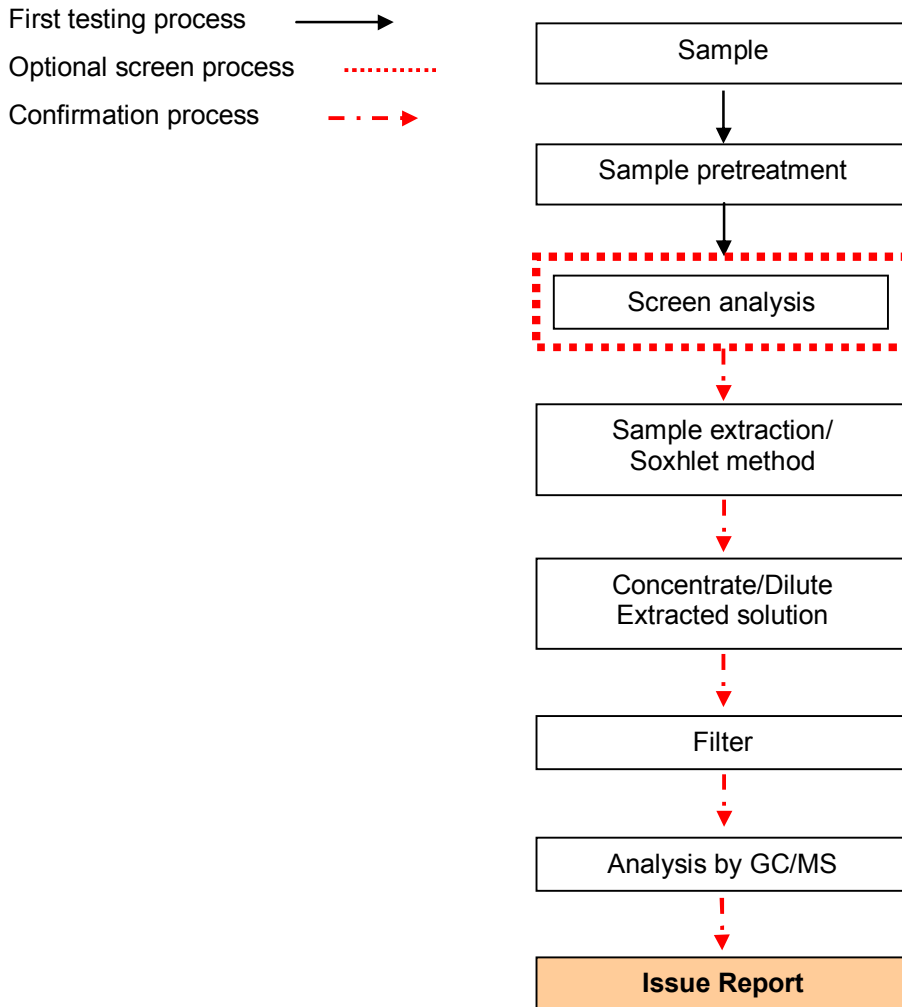 First testing process
Optional screen process
Confirmation process
Sample
Sample pretreatment
Screen analysis
Sample extraction/
Soxhlet method
Concentrate/Dilute
Extracted solution
Filter
Analysis by GC/MS
Issue Report